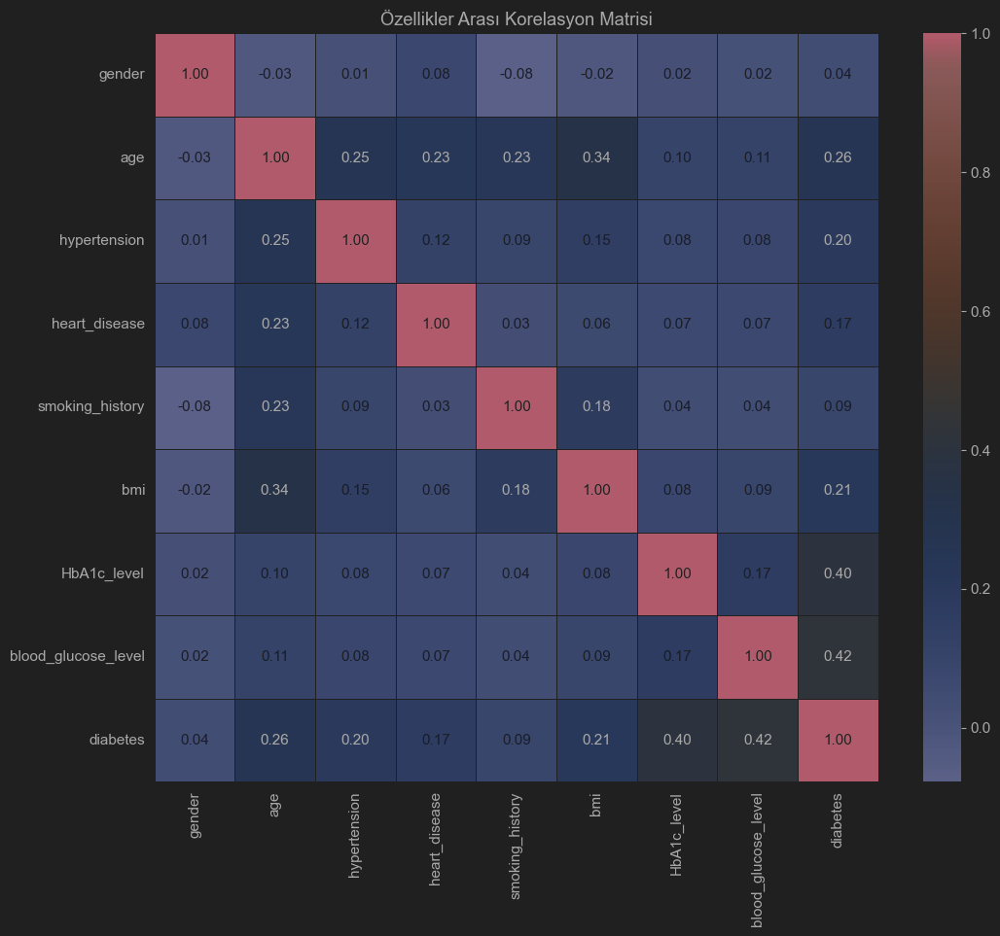 Özellikler Arası Korelasyon Matrisi
gender 1.00 -0.03 0.01 0.08 -0.08 -0.02 0.02 0.02 0.04
age -0.03 1.00 0.25 0.23 0.23 0.34 0.10 0.11 0.26
hypertension 0.01 0.25 1.00 0.12 0.09 0.15 0.08 0.08 0.20
heart_disease 0.08 0.23 0.12 1.00 0.03 0.06 0.07 0.07 0.17
smoking_history -0.08 0.23 0.09 0.03 1.00 0.18 0.04 0.04 0.09
bmi -0.02 0.34 0.15 0.06 0.18 1.00 0.08 0.09 0.21
HbA1c_level 0.02 0.10 0.08 0.07 0.04 0.08 1.00 0.17 0.40
blood_glucose_level 0.02 0.11 0.08 0.07 0.04 0.09 0.17 1.00 0.42
diabetes 0.04 0.26 0.20 0.17 0.09 0.21 0.40 0.42 1.00
gender
age
hypertension
heart_disease
smoking_history
bmi
HbA1c_level
blood_glucose_level
diabetes
1.0
0.8
0.6
0.4
0.2
0.0